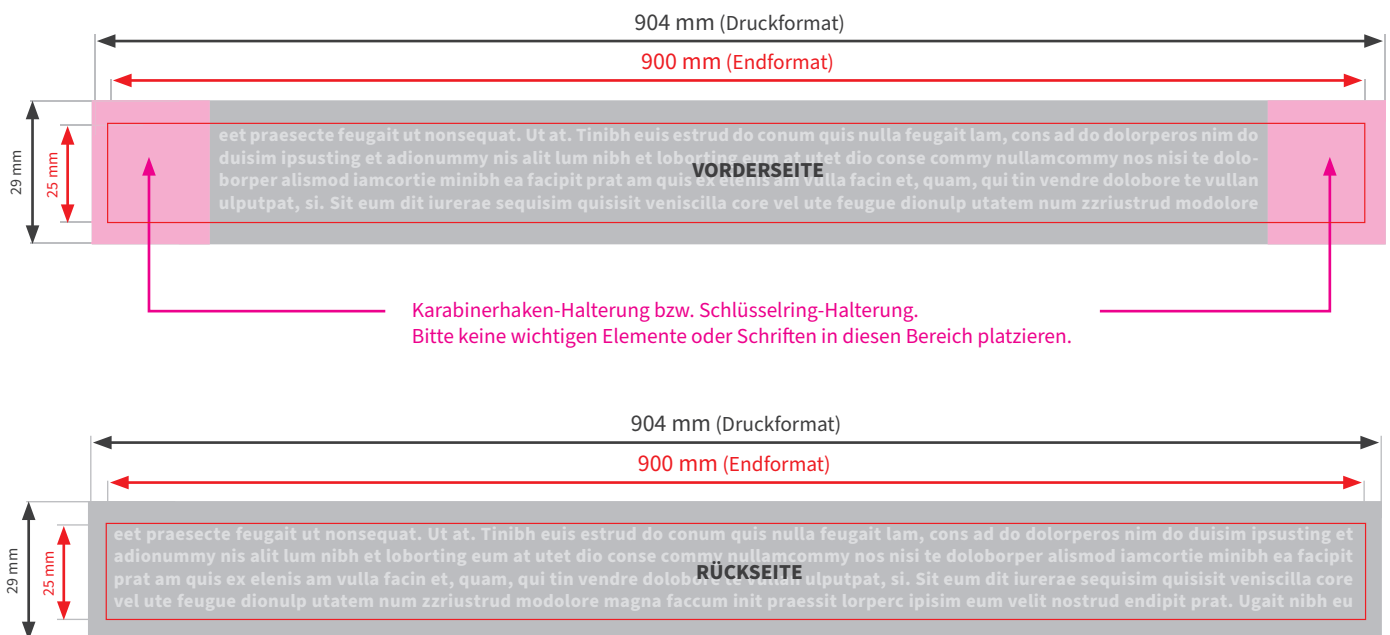 904 mm (Druckformat)
900 mm (Endformat)
29 mm
25 mm
eet praesecte feugait ut nonsequat. Ut at. Tinibh euis estrud do conum quis nulla feugait lam, cons ad do dolorperos nim do
duisim ipsusting et adionummy nis alit lum nibh et loborting eum at utet dio conse commy nullamcommy nos nisi te dolo-
borper alismod iamcortie minibh ea facipit prat am quis ex elenis am vulla facin et, quam, qui tin vendre dolobore te vullan
ulputpat, si. Sit eum dit iurerae sequisim quisisit veniscilla core vel ute feugue dionulp utatem num zzriustrud modolore
VORDERSEITE
Karabinerhaken-Halterung bzw. Schlüsselring-Halterung.
Bitte keine wichtigen Elemente oder Schriften in diesen Bereich platzieren.
904 mm (Druckformat)
900 mm (Endformat)
29 mm
25 mm
eet praesecte feugait ut nonsequat. Ut at. Tinibh euis estrud do conum quis nulla feugait lam, cons ad do dolorperos nim do duisim ipsusting et
adionummy nis alit lum nibh et loborting eum at utet dio conse commy nullamcommy nos nisi te doloborper alismod iamcortie minibh ea facipit
prat am quis ex elenis am vulla facin et, quam, qui tin vendre dolobore te vullan ulputpat, si. Sit eum dit iurerae sequisim quisisit veniscilla core
vel ute feugue dionulp utatem num zzriustrud modolore magna faccum init praessit lorperc ipisim eum velit nostrud endipit prat. Ugait nibh eu
RÜCKSEITE